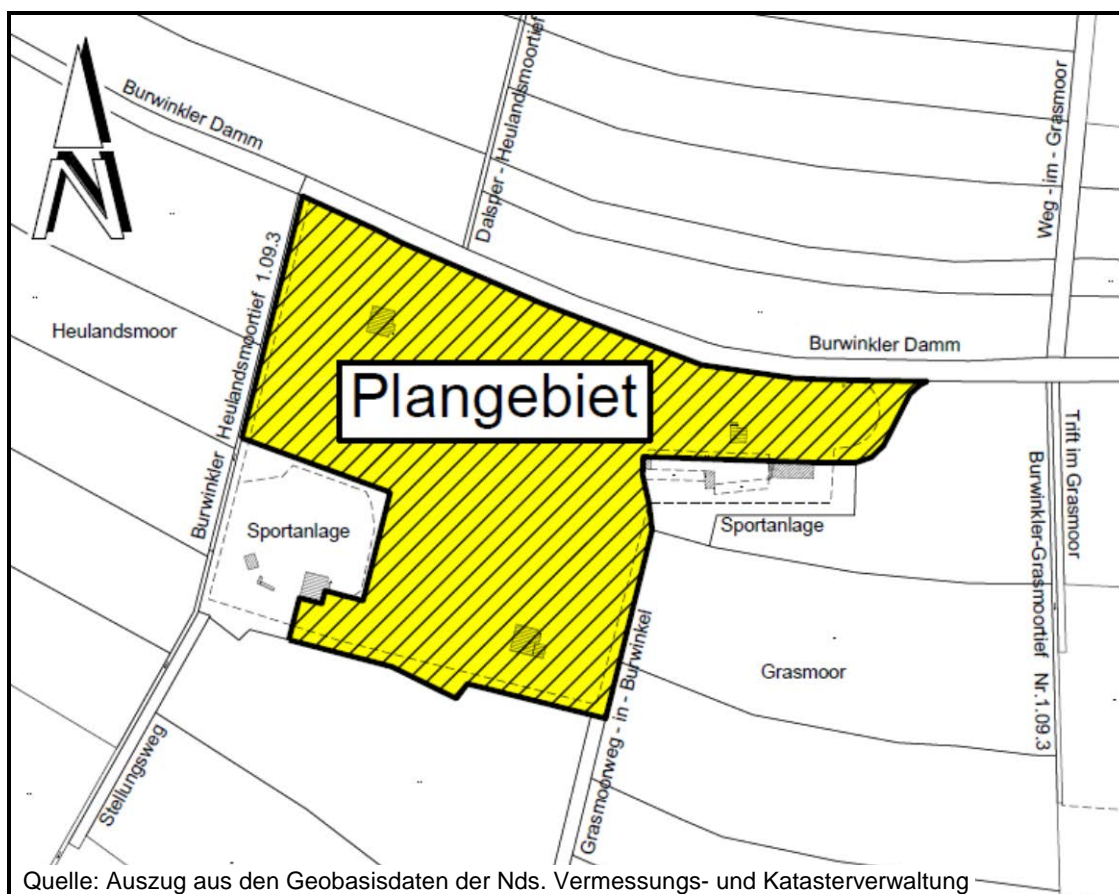 Burwinkler Damm
Dalsper - Heulandsmoortief
Weg - im - Grasmoor
N
Heulandsmoor
Burwinkler Heulandsmoortief 1.09.3
Burwinkler Damm
Plangebiet
Trift im Grasmoor
Burwinkler-Grasmoortief Nr.1.09.3
Sportanlage
Sportanlage
Grasmoor
Grasmoorweg - in - Burwinkel
Stellungsweg
Quelle: Auszug aus den Geobasisdaten der Nds. Vermessungs- und Katasterverwaltung